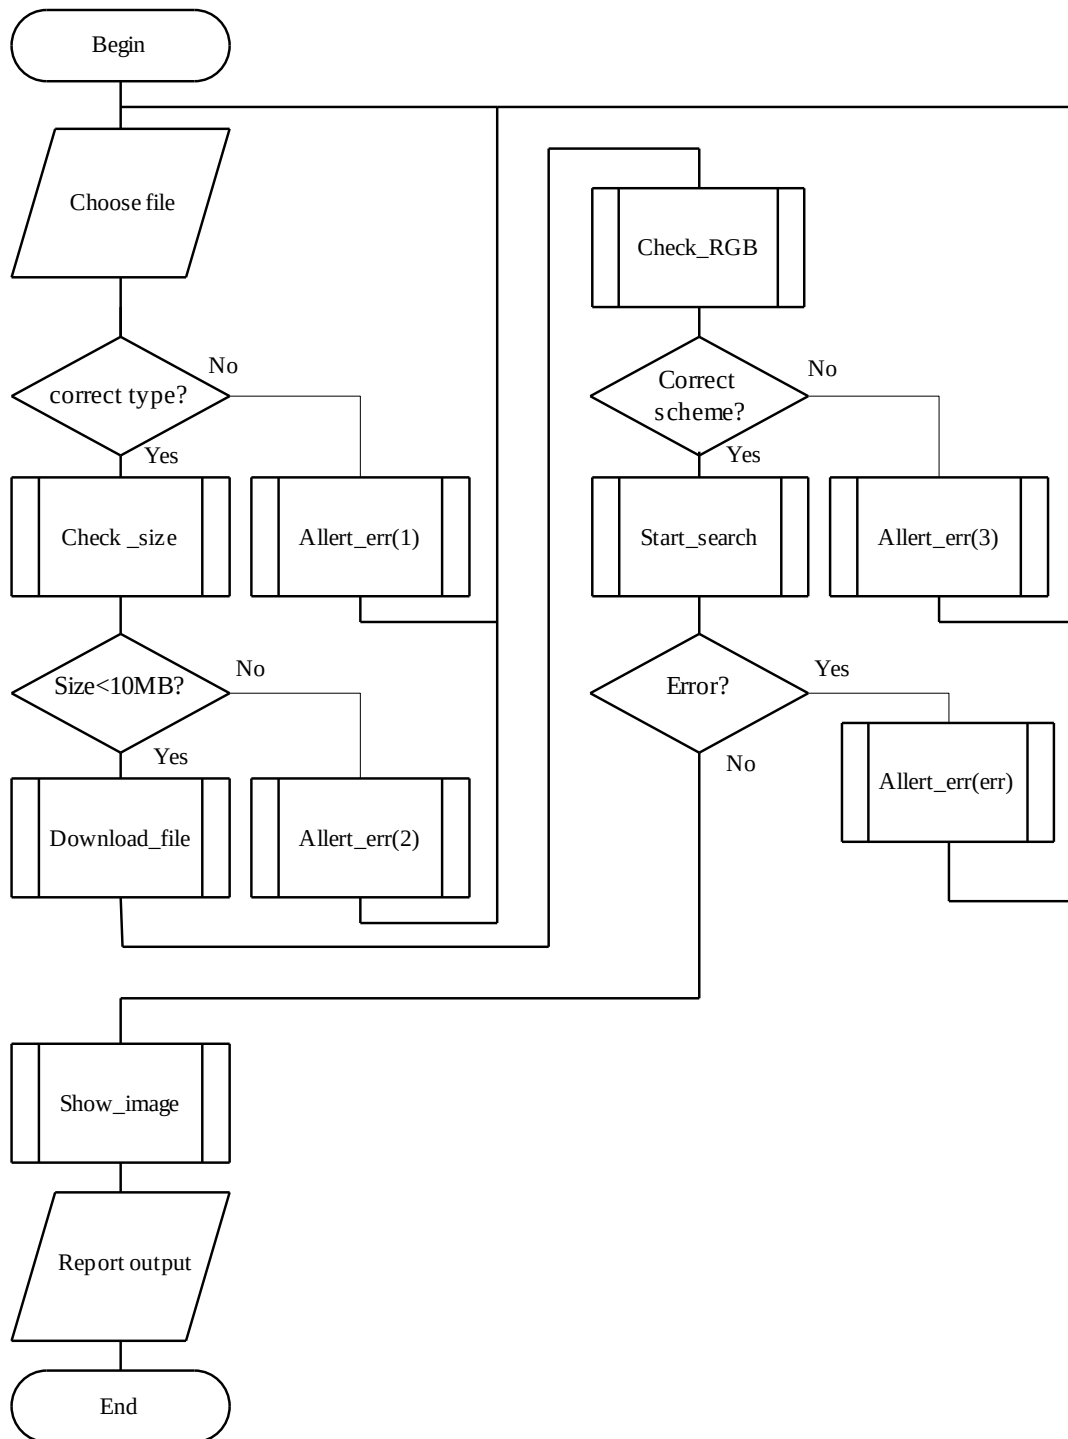 Begin
Choose file
correct type?
No
Yes
Check _size
Allert_err(1)
Size<10MB?
No
Yes
Download_file
Allert_err(2)
Check_RGB
Correct
scheme?
No
Yes
Start_search
Allert_err(3)
Error?
Yes
No
Allert_err(err)
Show_image
Report output
End